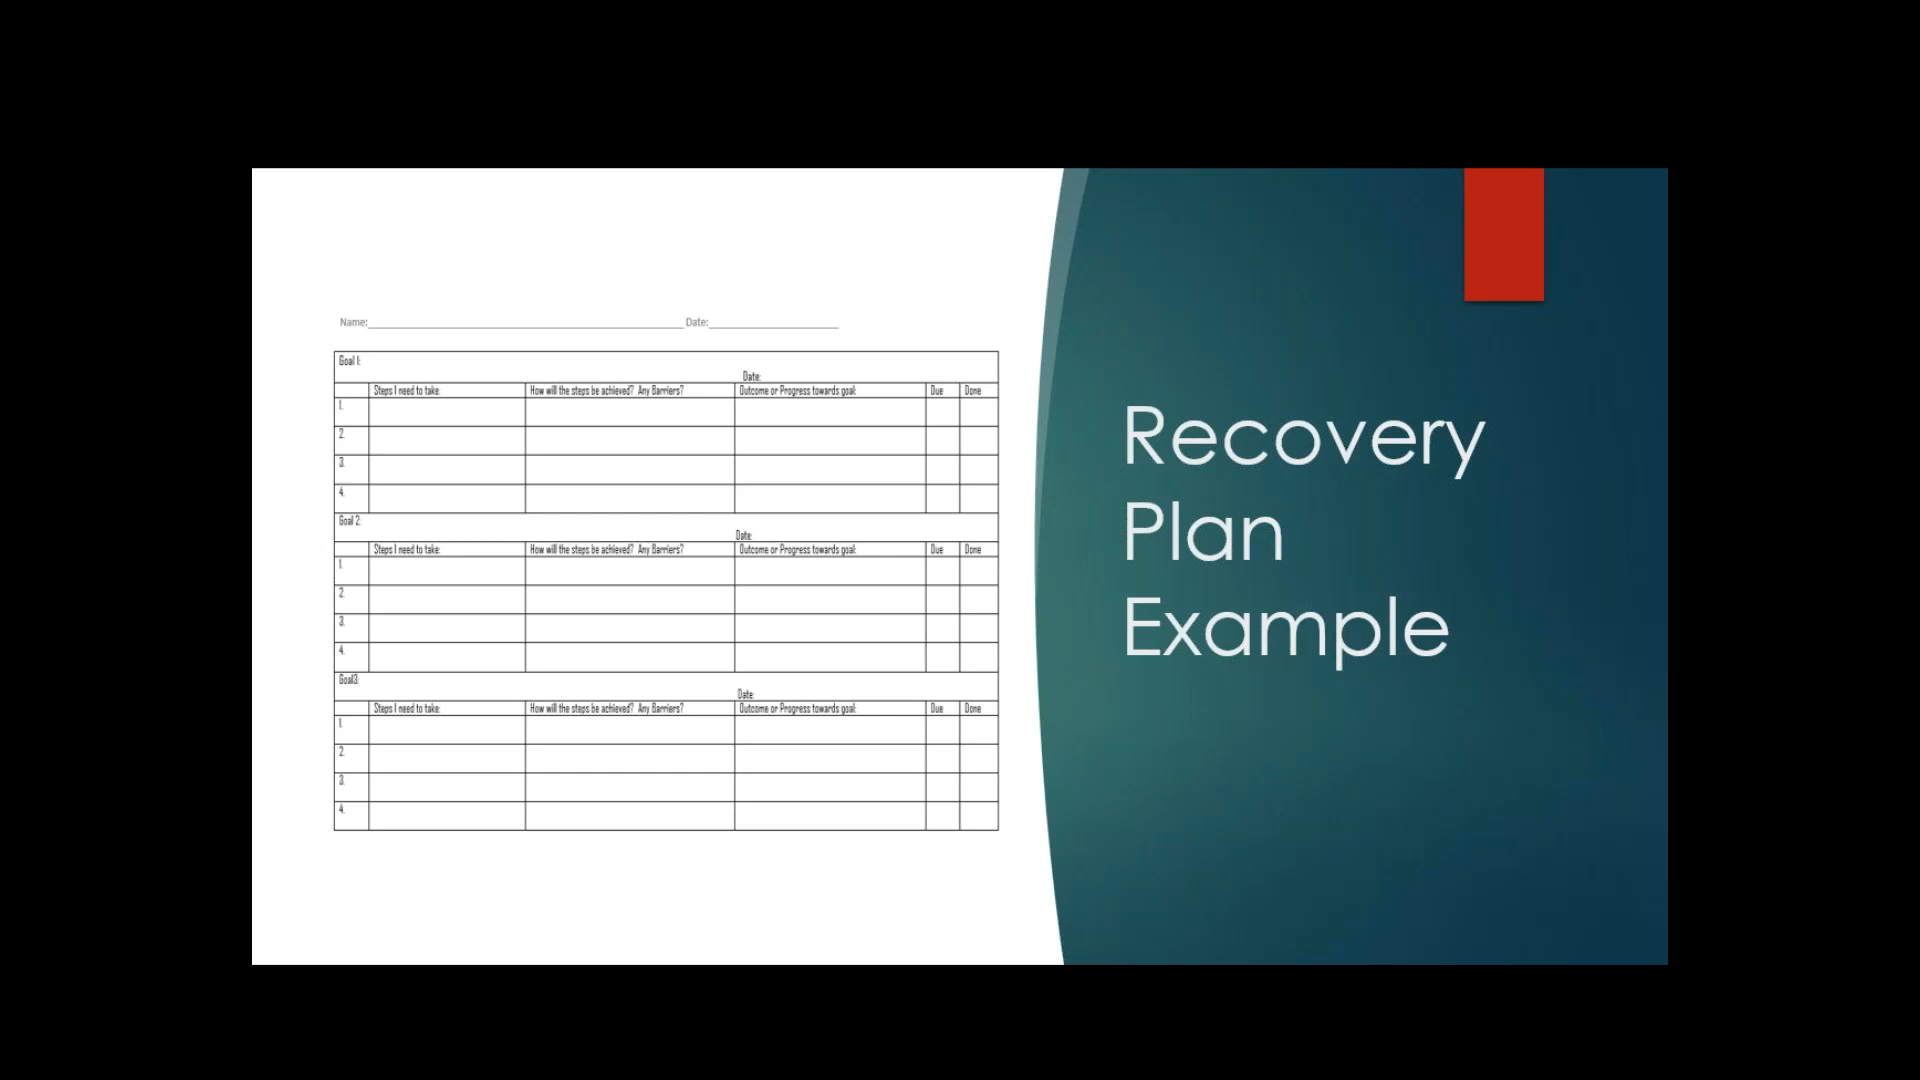 Name:____________________ Date:____________________
Goal 1:
Date:
Steps I need to take: How will the steps be achieved? Any Barriers? Outcome or Progress towards goal: Due Done
1.
2.
3.
4.
Goal 2:
Date:
Steps I need to take: How will the steps be achieved? Any Barriers? Outcome or Progress towards goal: Due Done
1.
2.
3.
4.
Goal3:
Date:
Steps I need to take: How will the steps be achieved? Any Barriers? Outcome or Progress towards goal: Due Done
1.
2.
3.
4.
Recovery
Plan
Example